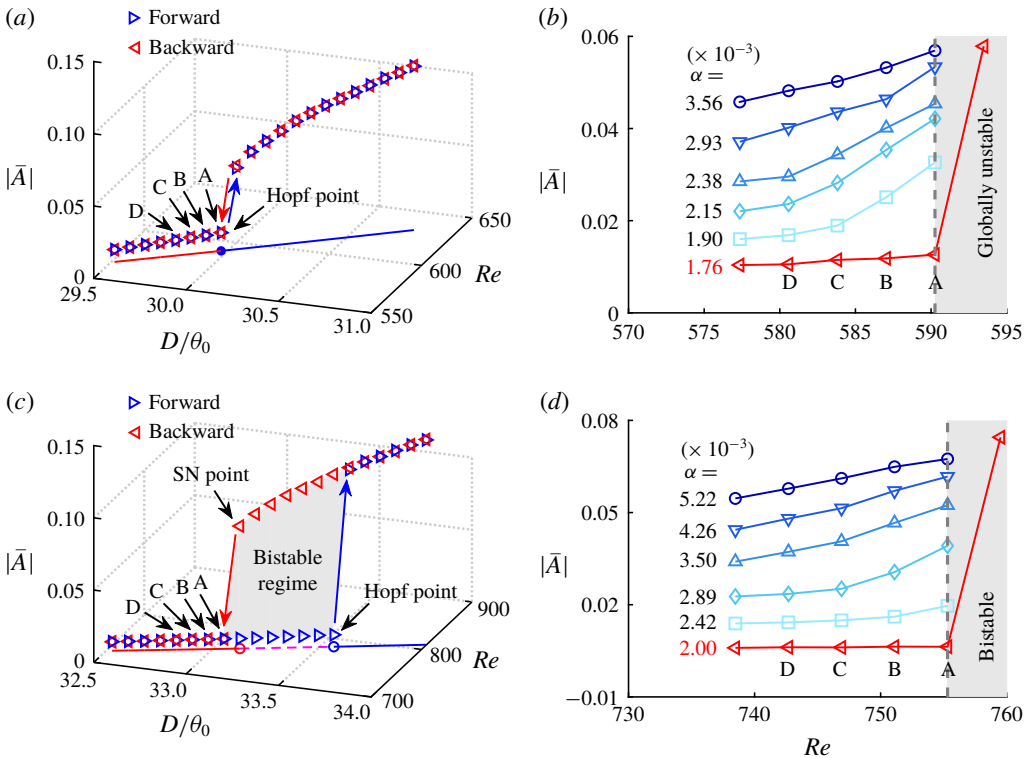 (a)
Forward
Backward
0.15
0.10
|Ā|
0.05
0
D
C
B
A
Hopf point
29.5
30.0
30.5
31.0
D/θ0
550
600
650
Re
(b)
0.06
0.04
|Ā|
0.02
0
(× 10−3)
α =
3.56
2.93
2.38
2.15
1.90
1.76
D
C
B
A
Globally unstable
570
575
580
585
590
595
(c)
Forward
Backward
0.15
0.10
|Ā|
0.05
0
SN point
D
C
B
A
Bistable
regime
Hopf point
32.5
33.0
33.5
34.0
D/θ0
700
800
900
Re
(d)
0.08
0.05
|Ā|
0.02
−0.01
(× 10−3)
α =
5.22
4.26
3.50
2.89
2.42
2.00
D
C
B
A
Bistable
730
740
750
760
Re